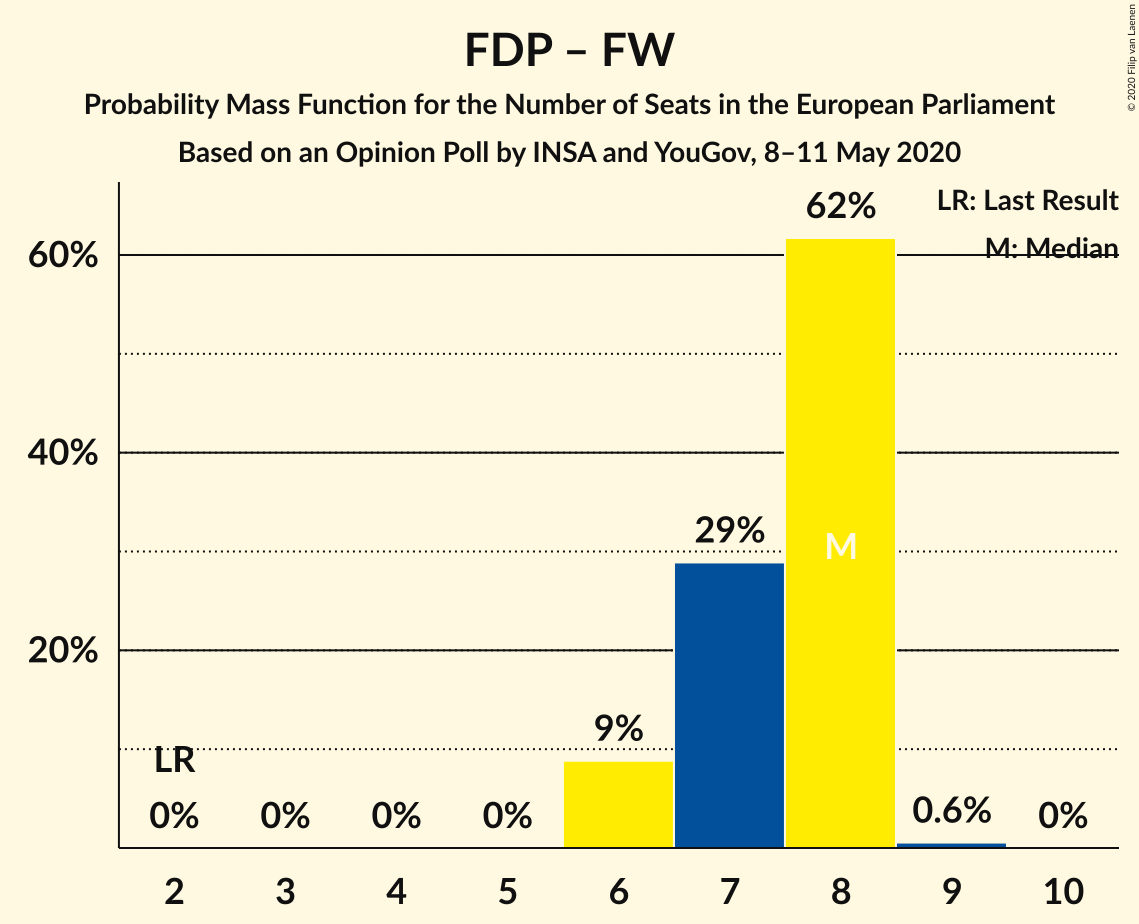 FDP – FW
Probability Mass Function for the Number of Seats in the European Parliament
Based on an Opinion Poll by INSA and YouGov, 8–11 May 2020
© 2020 Filip van Laenen
LR: Last Result
M: Median
60%
40%
20%
62%
29%
9%
0.6%
M
LR
0%
0%
0%
0%
0%
2
3
4
5
6
7
8
9
10